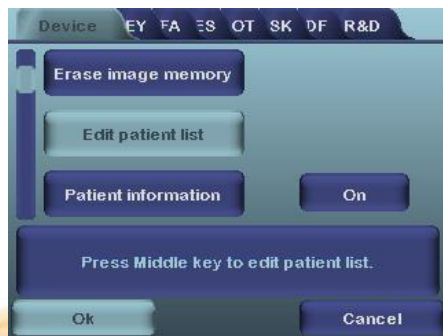 Device EY FA ES OT SK DF R&D
Erase image memory
Edit patient list
Patient information On
Press Middle key to edit patient list.
Ok Cancel